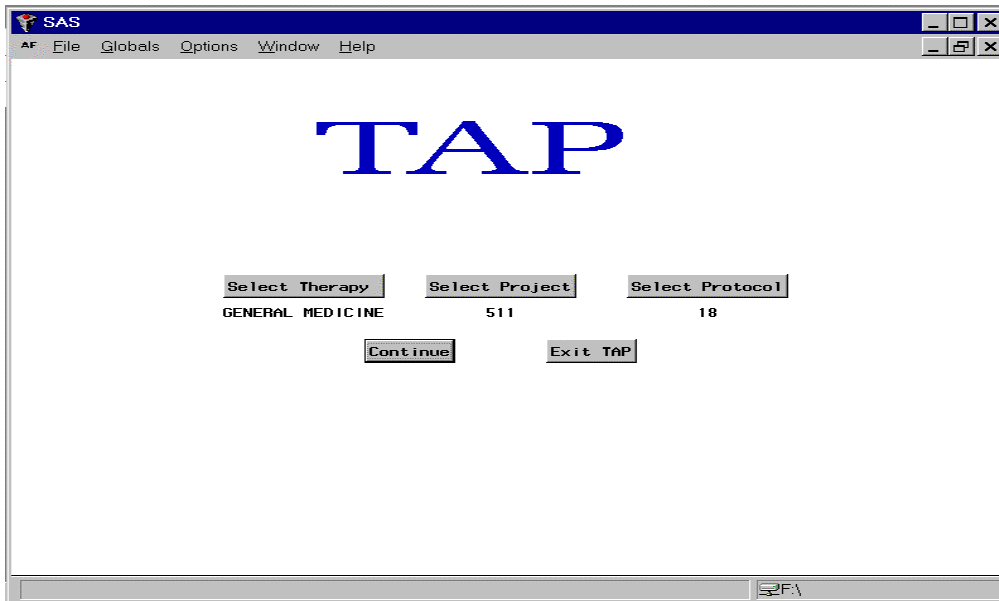 SAS
AF File Globals Options Window Help
TAP
Select Therapy Select Project Select Protocol
GENERAL MEDICINE 511 18
Continue Exit TAP
F:\